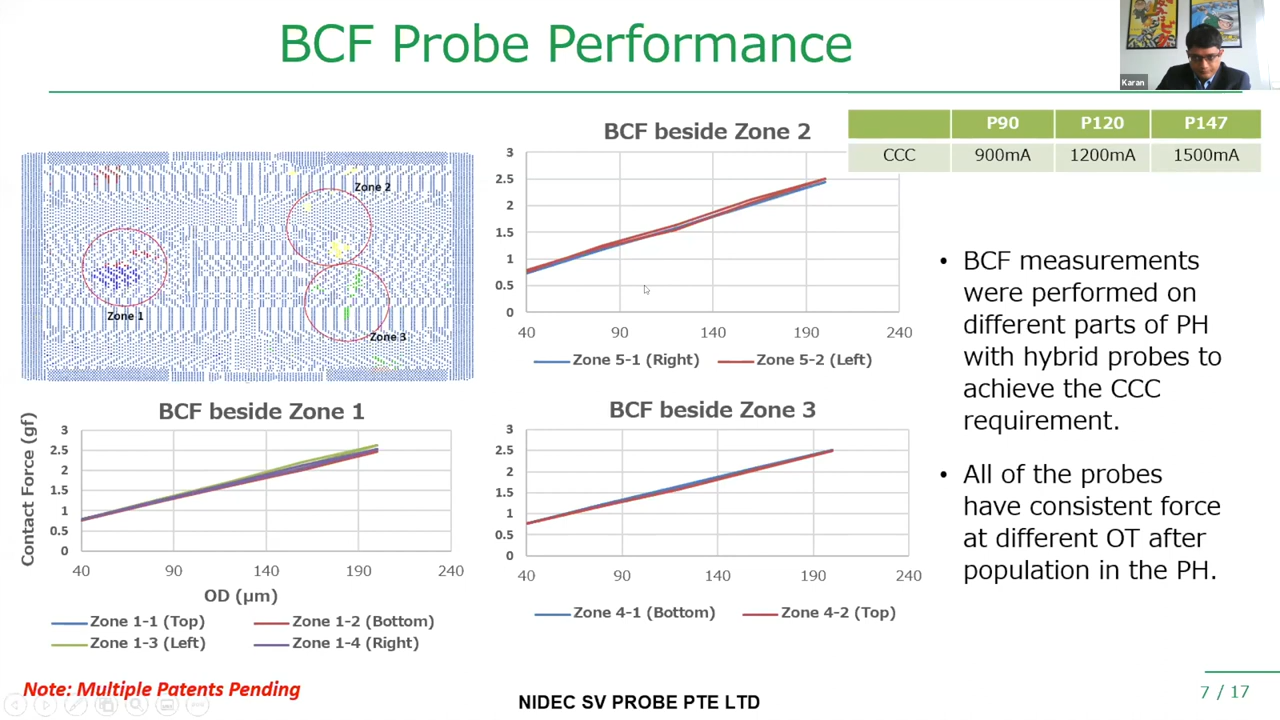 BCF Probe Performance
Karan
P90 P120 P147
CCC 900mA 1200mA 1500mA
Zone 1
Zone 2
Zone 3
BCF beside Zone 2
3
2.5
2
1.5
1
0.5
0
40 90 140 190 240
Zone 5-1 (Right) Zone 5-2 (Left)
BCF beside Zone 1
Contact Force (gf)
3
2.5
2
1.5
1
0.5
0
40 90 140 190 240
OD (µm)
Zone 1-1 (Top) Zone 1-2 (Bottom)
Zone 1-3 (Left) Zone 1-4 (Right)
BCF beside Zone 3
3
2.5
2
1.5
1
0.5
0
40 90 140 190 240
Zone 4-1 (Bottom) Zone 4-2 (Top)
• BCF measurements
were performed on
different parts of PH
with hybrid probes to
achieve the CCC
requirement.
• All of the probes
have consistent force
at different OT after
population in the PH.
Note: Multiple Patents Pending
NIDEC SV PROBE PTE LTD
7 / 17